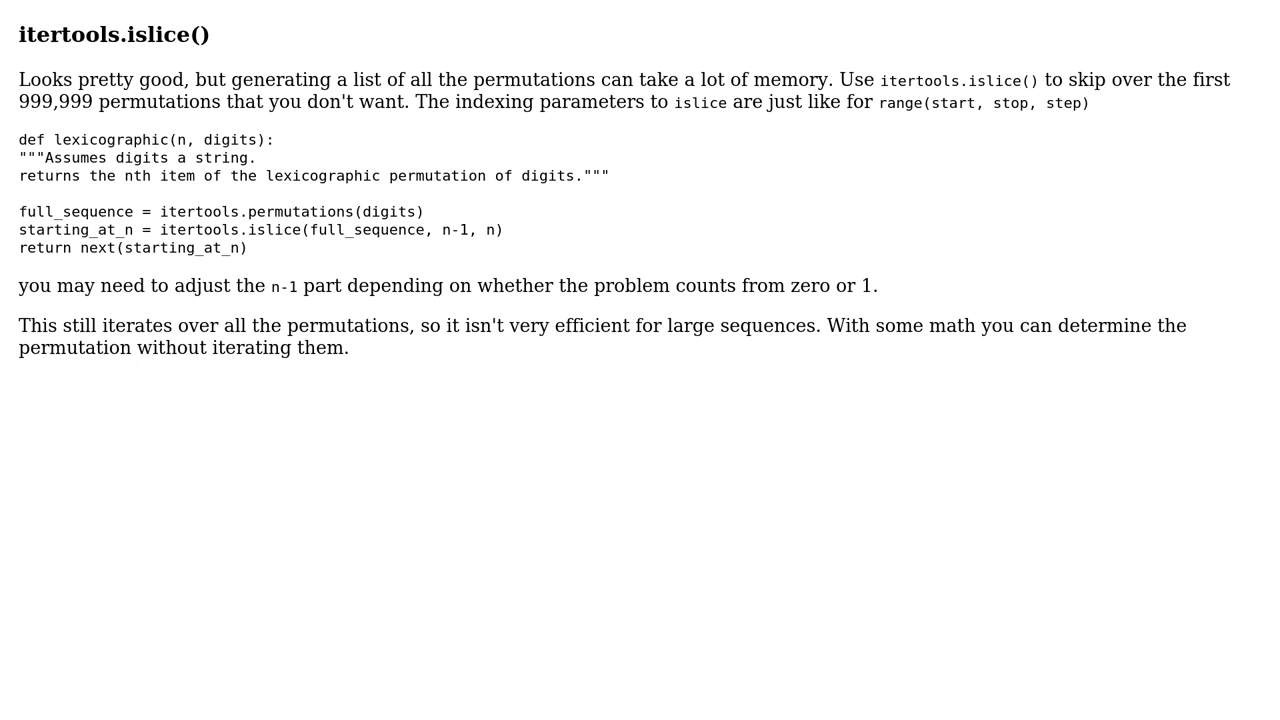 itertools.islice()
Looks pretty good, but generating a list of all the permutations can take a lot of memory. Use itertools.islice() to skip over the first
999,999 permutations that you don't want. The indexing parameters to islice are just like for range(start, stop, step)
def lexicographic(n, digits):
"""Assumes digits a string.
returns the nth item of the lexicographic permutation of digits."""
full_sequence = itertools.permutations(digits)
starting_at_n = itertools.islice(full_sequence, n-1, n)
return next(starting_at_n)
you may need to adjust the n-1 part depending on whether the problem counts from zero or 1.
This still iterates over all the permutations, so it isn't very efficient for large sequences. With some math you can determine the
permutation without iterating them.